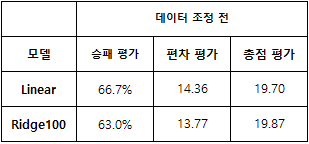 데이터 조정 전
모델 승패 평가 편차 평가 총점 평가
Linear 66.7% 14.36 19.70
Ridge100 63.0% 13.77 19.87